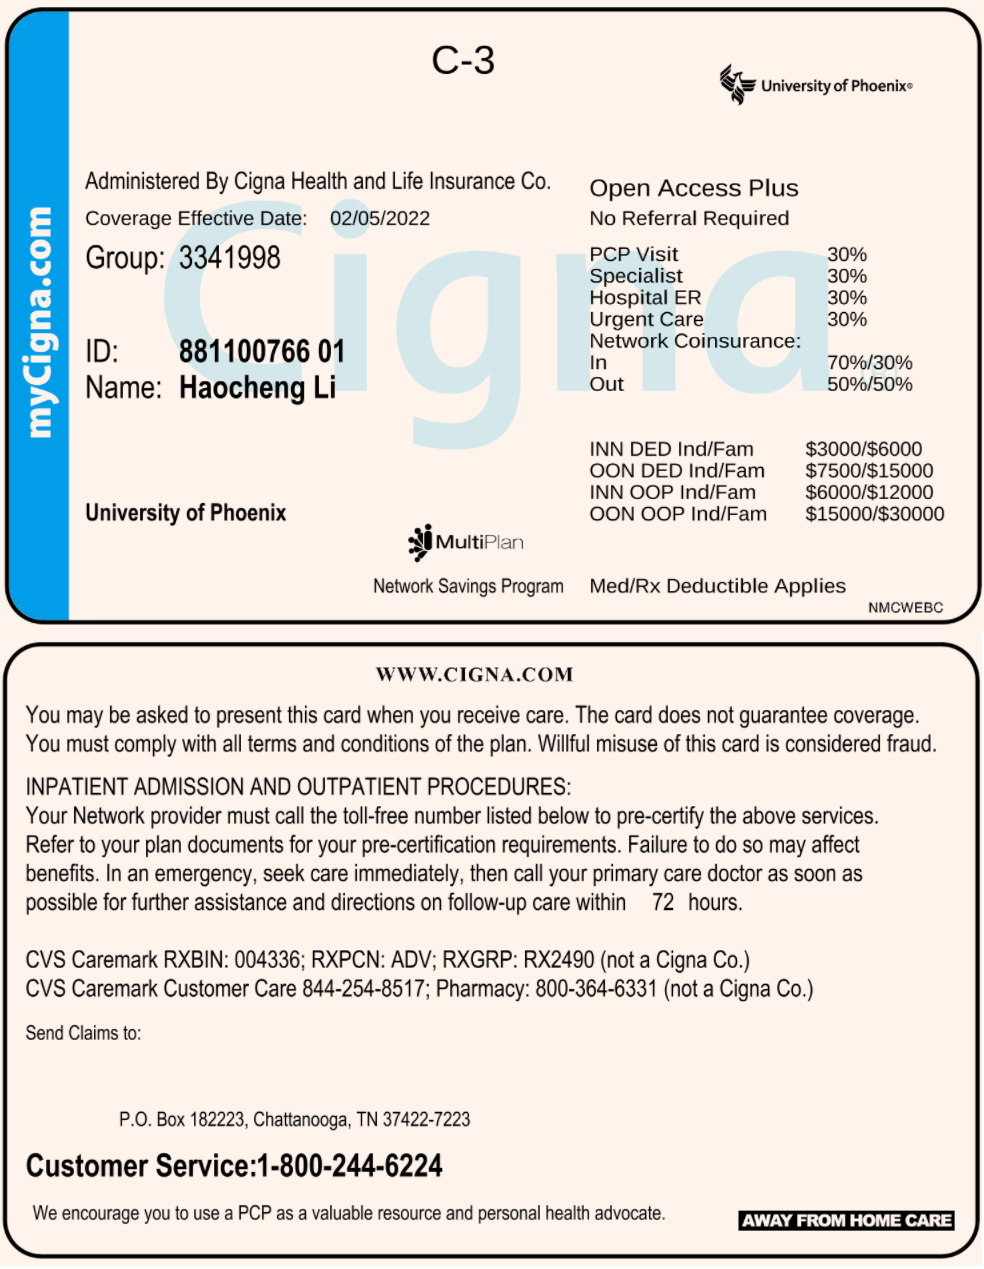 C-3
University of Phoenix®
myCigna.com
Cigna
Administered By Cigna Health and Life Insurance Co.
Coverage Effective Date: 02/05/2022
Group: 3341998
ID: 881100766 01
Name: Haocheng Li
University of Phoenix
MultiPlan
Network Savings Program
Open Access Plus
No Referral Required
PCP Visit 30%
Specialist 30%
Hospital ER 30%
Urgent Care 30%
Network Coinsurance:
In 70%/30%
Out 50%/50%
INN DED Ind/Fam $3000/$6000
OON DED Ind/Fam $7500/$15000
INN OOP Ind/Fam $6000/$12000
OON OOP Ind/Fam $15000/$30000
Med/Rx Deductible Applies
NMCWEBC
WWW.CIGNA.COM
You may be asked to present this card when you receive care. The card does not guarantee coverage.
You must comply with all terms and conditions of the plan. Willful misuse of this card is considered fraud.
INPATIENT ADMISSION AND OUTPATIENT PROCEDURES:
Your Network provider must call the toll-free number listed below to pre-certify the above services.
Refer to your plan documents for your pre-certification requirements. Failure to do so may affect
benefits. In an emergency, seek care immediately, then call your primary care doctor as soon as
possible for further assistance and directions on follow-up care within 72 hours.
CVS Caremark RXBIN: 004336; RXPCN: ADV; RXGRP: RX2490 (not a Cigna Co.)
CVS Caremark Customer Care 844-254-8517; Pharmacy: 800-364-6331 (not a Cigna Co.)
Send Claims to:
P.O. Box 182223, Chattanooga, TN 37422-7223
Customer Service:1-800-244-6224
We encourage you to use a PCP as a valuable resource and personal health advocate.
AWAY FROM HOME CARE